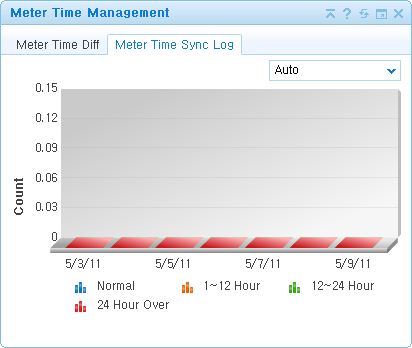 Meter Time Management
Meter Time Diff Meter Time Sync Log
Auto
0.15
0.12
0.09
0.06
0.03
0
Count
5/3/11 5/5/11 5/7/11 5/9/11
Normal 1~12 Hour 12~24 Hour
24 Hour Over